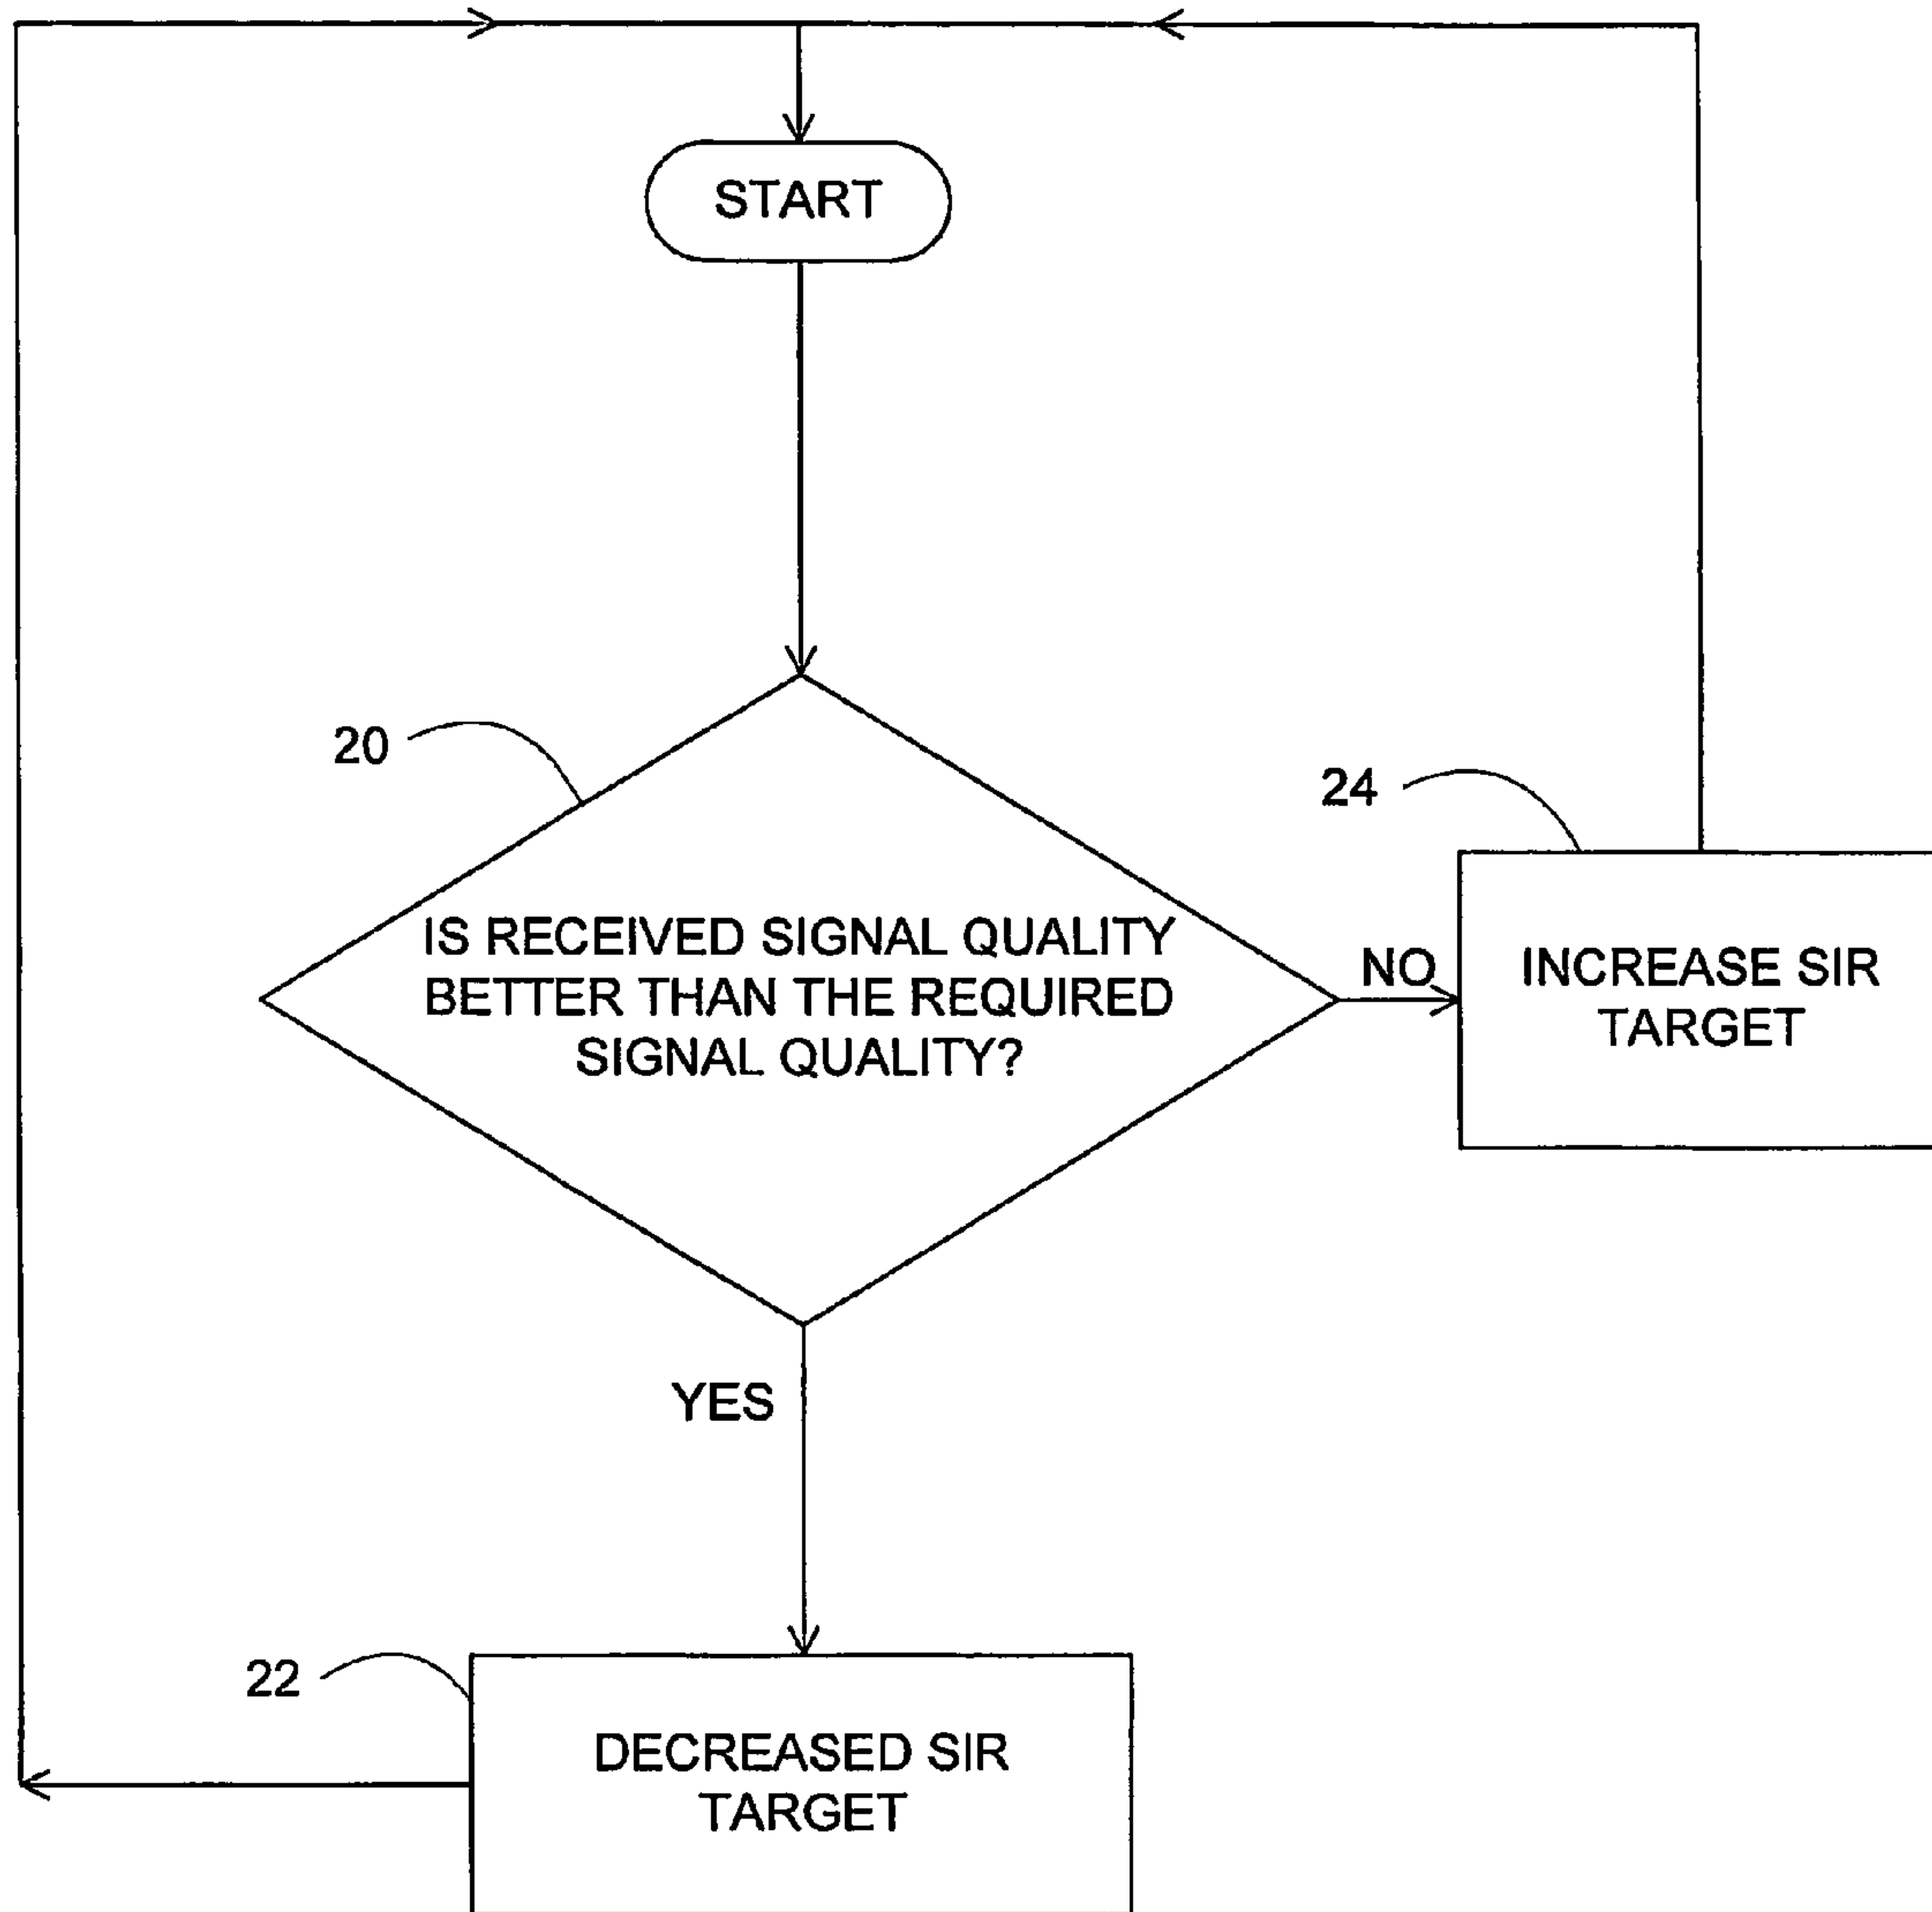 START
20
24
IS RECEIVED SIGNAL QUALITY
BETTER THAN THE REQUIRED
SIGNAL QUALITY?
NO
INCREASE SIR
TARGET
YES
22
DECREASED SIR
TARGET